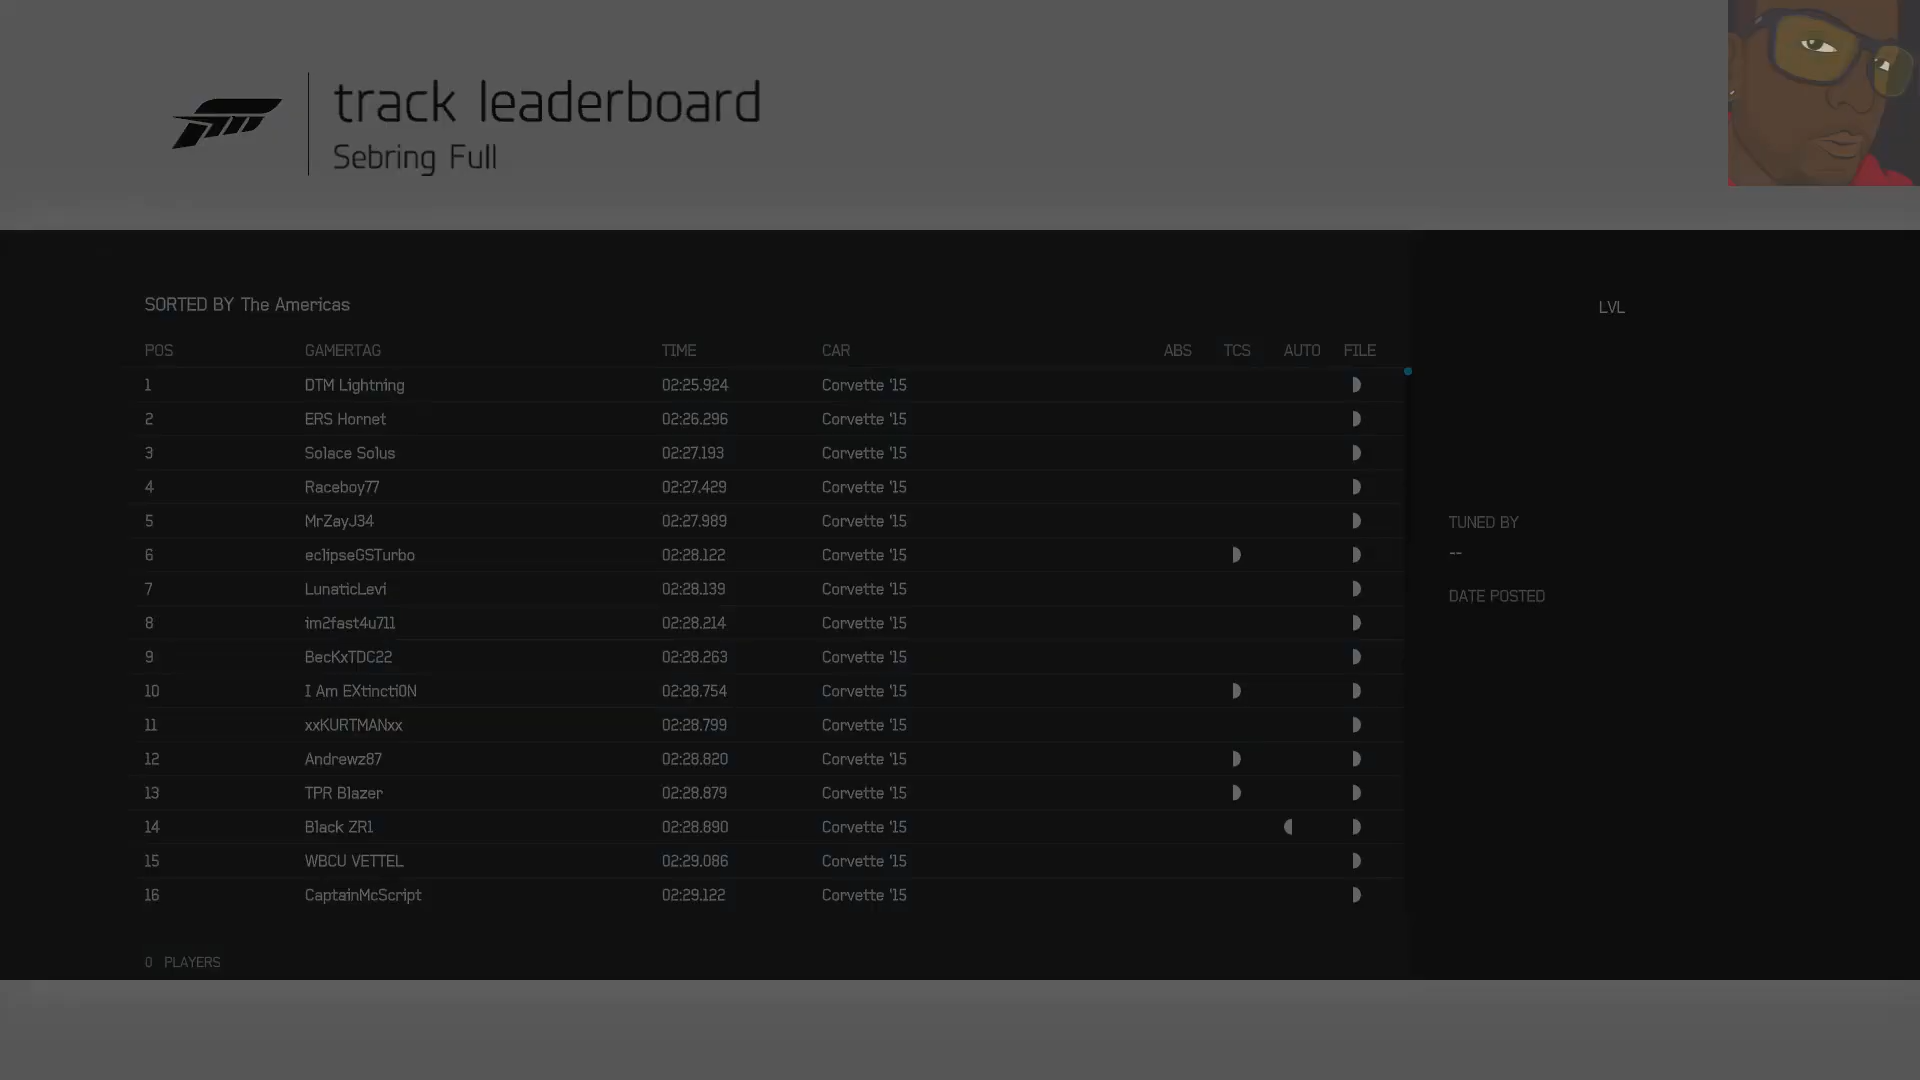 track leaderboard
Sebring Full
SORTED BY The Americas
LVL
POS GAMERTAG TIME CAR ABS TCS AUTO FILE
1 DTM Lightning 02:25.924 Corvette '15
2 ERS Hornet 02:26.296 Corvette '15
3 Solace Solus 02:27.193 Corvette '15
4 Raceboy77 02:27.429 Corvette '15
5 MrZayJ34 02:27.989 Corvette '15
6 eclipseGSTurbo 02:28.122 Corvette '15
7 LunaticLevi 02:28.139 Corvette '15
8 im2fast4u711 02:28.214 Corvette '15
9 BecKxTDC22 02:28.263 Corvette '15
10 I Am EXtincti0N 02:28.754 Corvette '15
11 xxKURTMANxx 02:28.799 Corvette '15
12 Andrewz87 02:28.820 Corvette '15
13 TPR Blazer 02:28.879 Corvette '15
14 Black ZR1 02:28.890 Corvette '15
15 WBCU VETTEL 02:29.086 Corvette '15
16 CaptainMcScript 02:29.122 Corvette '15
TUNED BY
--
DATE POSTED
0 PLAYERS